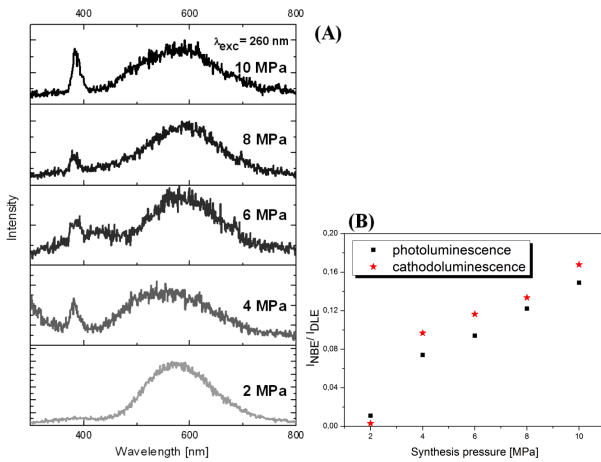 400 600 800
(A)
λexc= 260 nm
10 MPa
8 MPa
6 MPa
4 MPa
2 MPa
Intensity
400 600 800
Wavelength [nm]
(B)
0,20
0,16
0,12
0,08
0,04
0,00
photoluminescence
cathodoluminescence
INBE/ IDLE
2 4 6 8 10
Synthesis pressure [MPa]